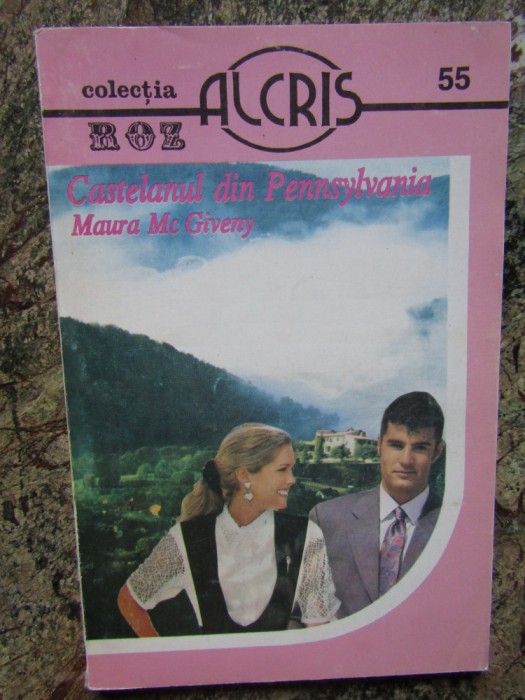 colecția
ROZ
ALCRIS
55
Castelanul din Pennsylvania
Maura Mc Giveny